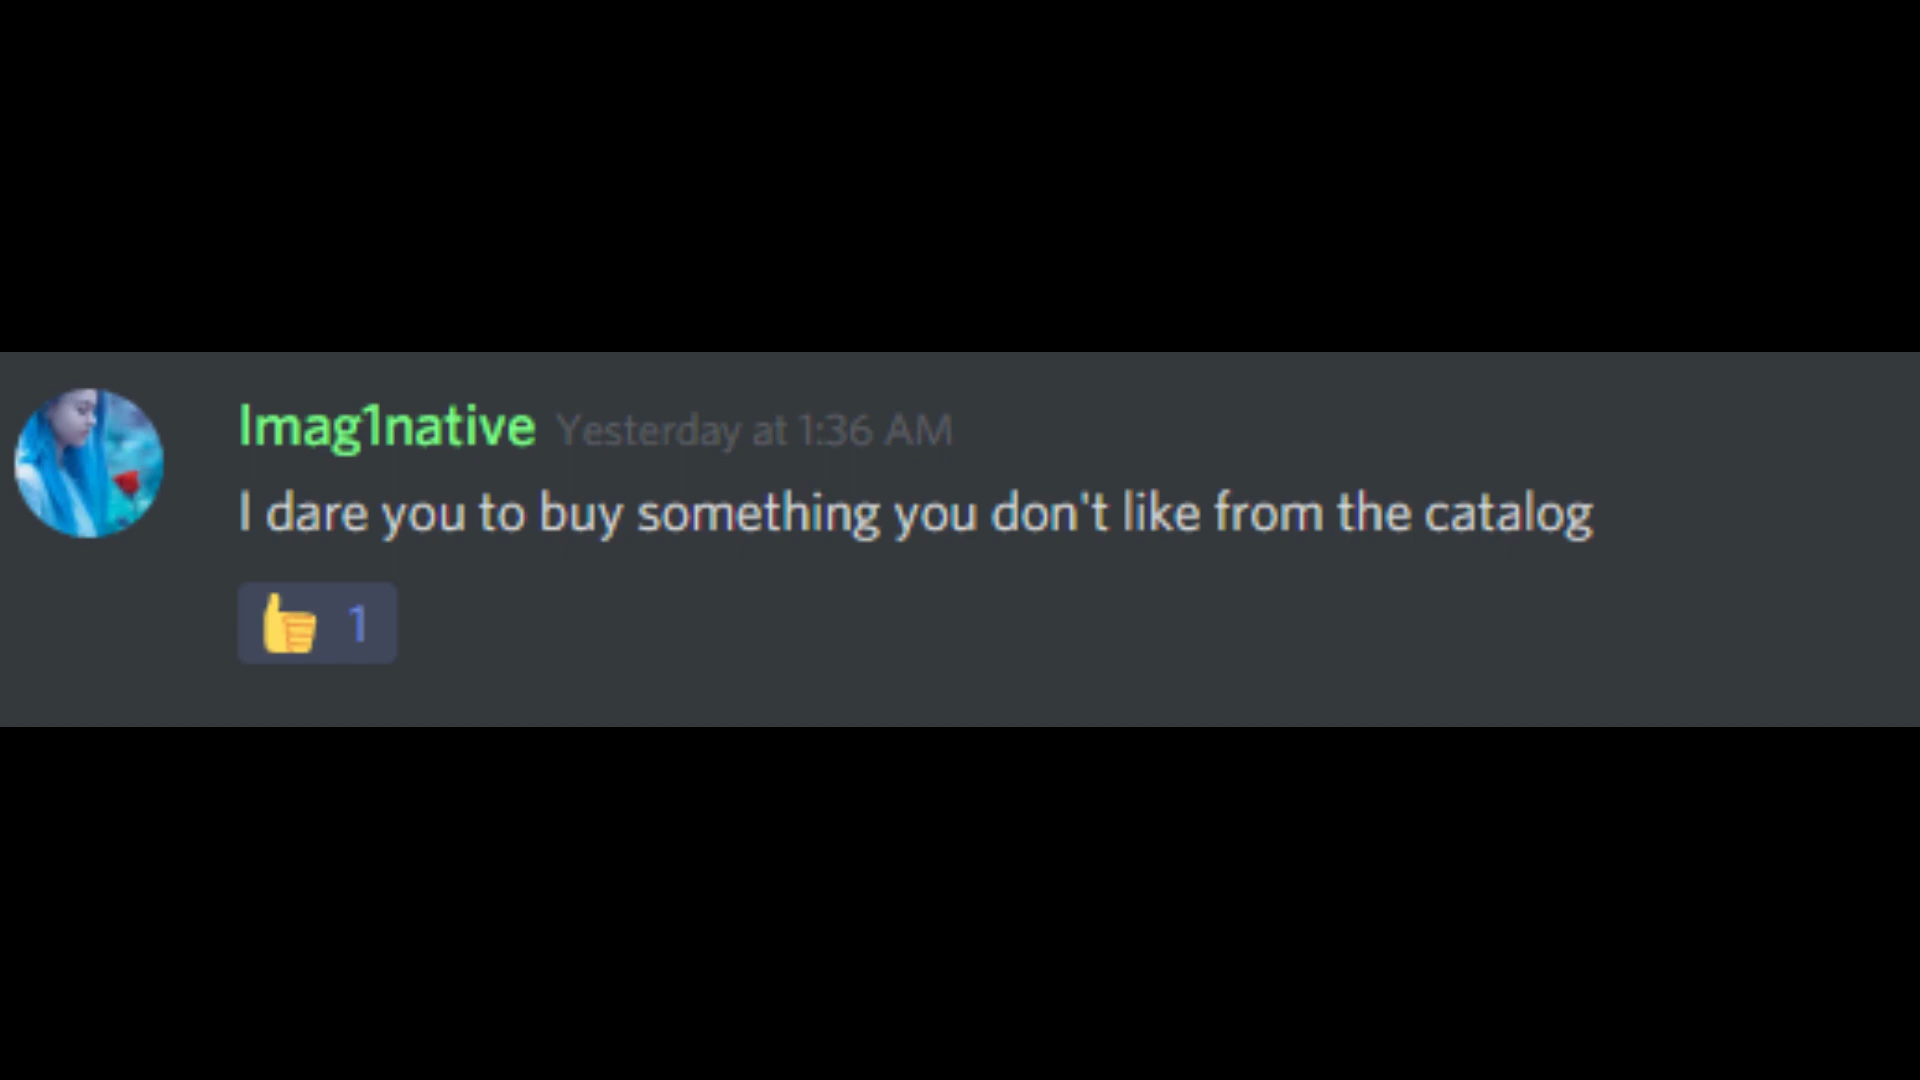 Imag1native Yesterday at 1:36 AM
I dare you to buy something you don't like from the catalog
1